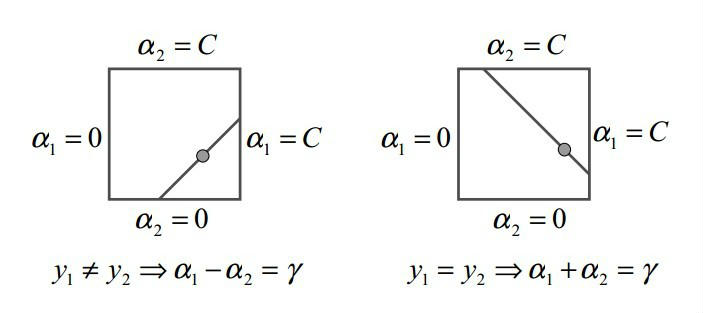 α₂ = C
α₁ = 0
α₁ = C
α₂ = 0
y₁ ≠ y₂ ⇒ α₁ − α₂ = γ
α₂ = C
α₁ = 0
α₁ = C
α₂ = 0
y₁ = y₂ ⇒ α₁ + α₂ = γ